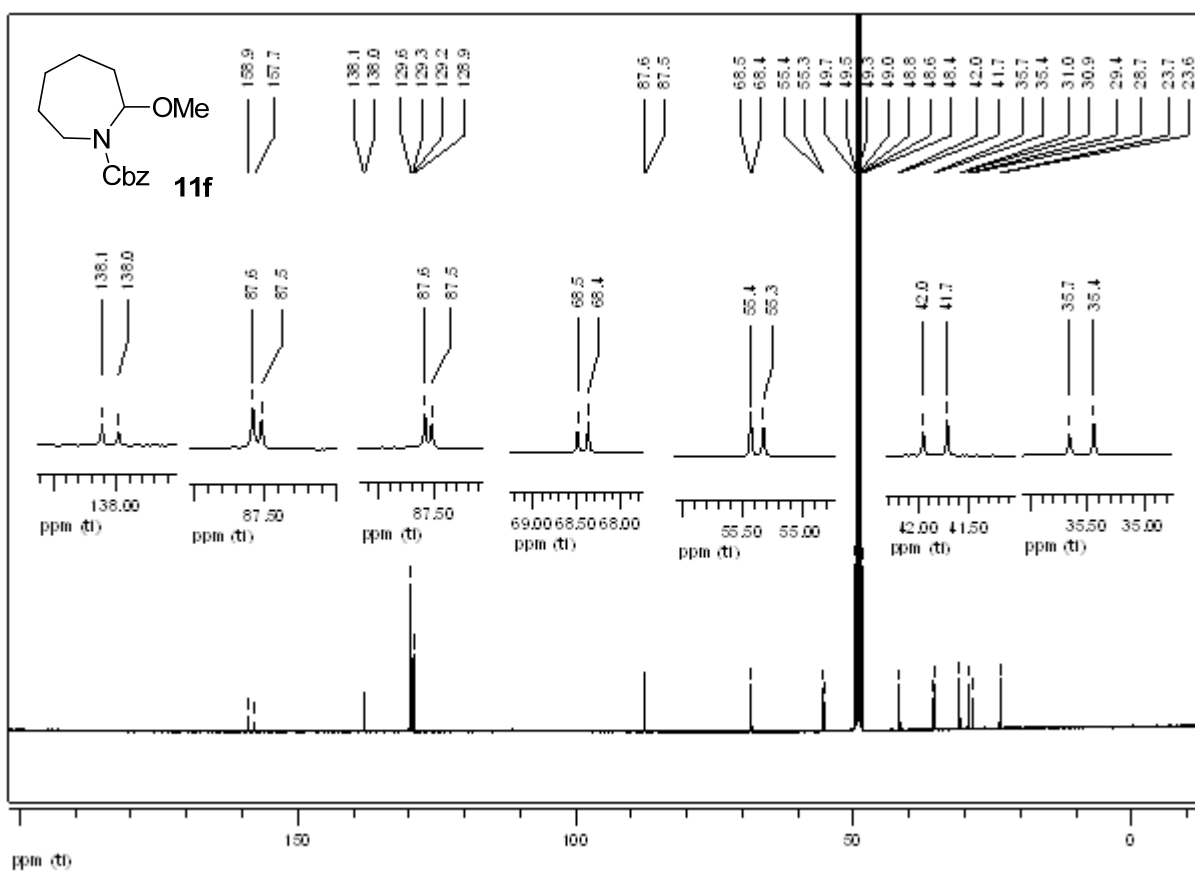 158.9 157.7 138.1 138.0 129.6 129.3 129.2 128.9 87.6 87.5 68.5 68.4 55.4 55.3 49.7 49.5 49.3 49.0 48.8 48.6 48.4 42.0 41.7 35.7 35.4 31.0 30.9 29.4 28.7 23.7 23.6
OMe
N
Cbz 11f
138.1 138.0 87.6 87.5 87.6 87.5 68.5 68.4 55.4 55.3 42.0 41.7 35.7 35.4
138.00 87.50 87.50 69.00 68.50 68.00 55.50 55.00 42.00 41.50 35.50 35.00
ppm (t1) ppm (t1) ppm (t1) ppm (t1) ppm (t1) ppm (t1) ppm (t1)
150 100 50 0
ppm (t1)